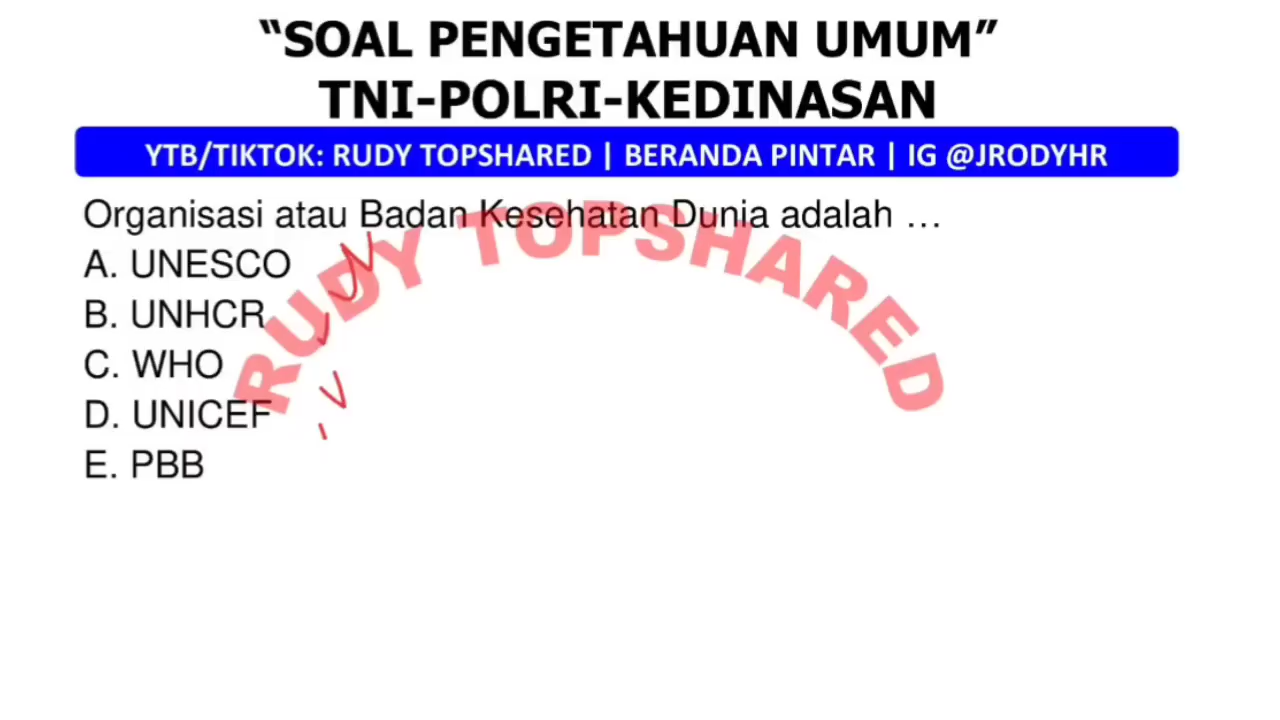 “SOAL PENGETAHUAN UMUM”
TNI-POLRI-KEDINASAN
YTB/TIKTOK: RUDY TOPSHARED | BERANDA PINTAR | IG @JRODYHR
Organisasi atau Badan Kesehatan Dunia adalah ...
A. UNESCO
B. UNHCR
C. WHO
D. UNICEF
E. PBB
RUDY TOPSHARED